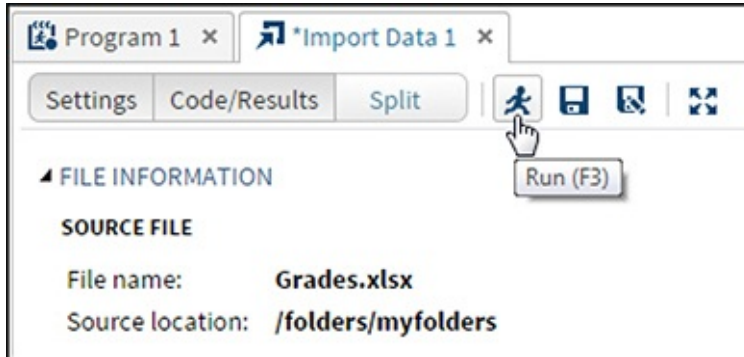 Program 1 × *Import Data 1 ×
Settings Code/Results Split
Run (F3)
FILE INFORMATION
SOURCE FILE
File name: Grades.xlsx
Source location: /folders/myfolders